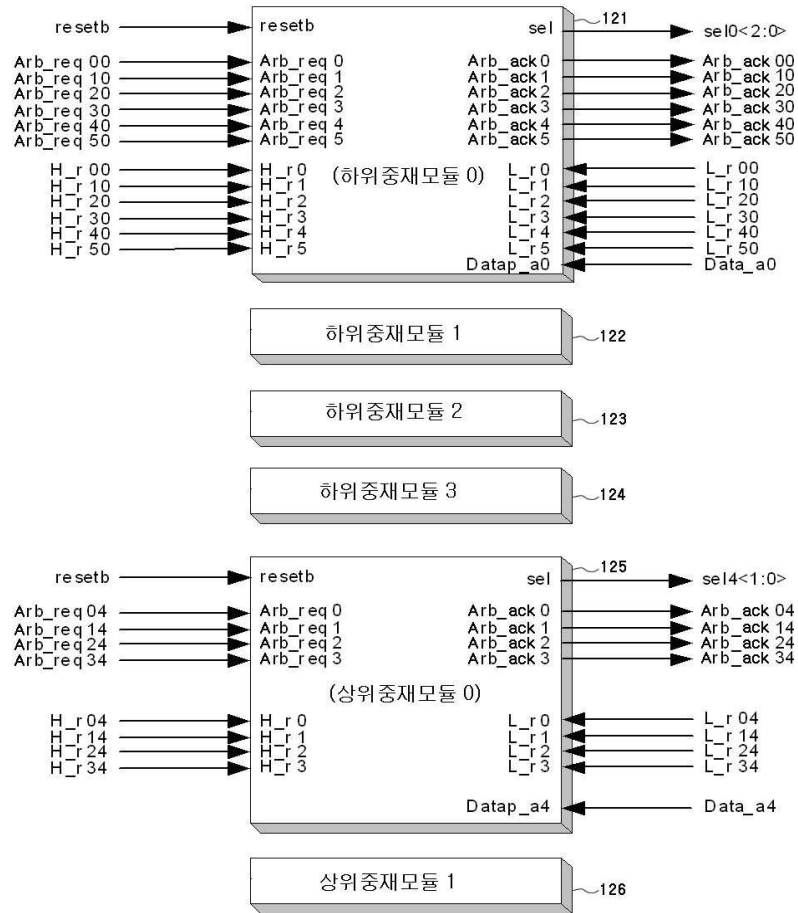 resetb resetb sel 121 sel0<2:0>
Arb_req 00 Arb_req 0 Arb_ack 0 Arb_ack 00
Arb_req 10 Arb_req 1 Arb_ack 1 Arb_ack 10
Arb_req 20 Arb_req 2 Arb_ack 2 Arb_ack 20
Arb_req 30 Arb_req 3 Arb_ack 3 Arb_ack 30
Arb_req 40 Arb_req 4 Arb_ack 4 Arb_ack 40
Arb_req 50 Arb_req 5 Arb_ack 5 Arb_ack 50
H_r 00 H_r 0 (하위중재모듈 0) L_r 0 L_r 00
H_r 10 H_r 1 L_r 1 L_r 10
H_r 20 H_r 2 L_r 2 L_r 20
H_r 30 H_r 3 L_r 3 L_r 30
H_r 40 H_r 4 L_r 4 L_r 40
H_r 50 H_r 5 L_r 5 L_r 50
Datap_a0 Data_a0
하위중재모듈 1 122
하위중재모듈 2 123
하위중재모듈 3 124
resetb resetb sel 125 sel4<1:0>
Arb_req 04 Arb_req 0 Arb_ack 0 Arb_ack 04
Arb_req 14 Arb_req 1 Arb_ack 1 Arb_ack 14
Arb_req 24 Arb_req 2 Arb_ack 2 Arb_ack 24
Arb_req 34 Arb_req 3 Arb_ack 3 Arb_ack 34
(상위중재모듈 0)
H_r 04 H_r 0 L_r 0 L_r 04
H_r 14 H_r 1 L_r 1 L_r 14
H_r 24 H_r 2 L_r 2 L_r 24
H_r 34 H_r 3 L_r 3 L_r 34
Datap_a4 Data_a4
상위중재모듈 1 126